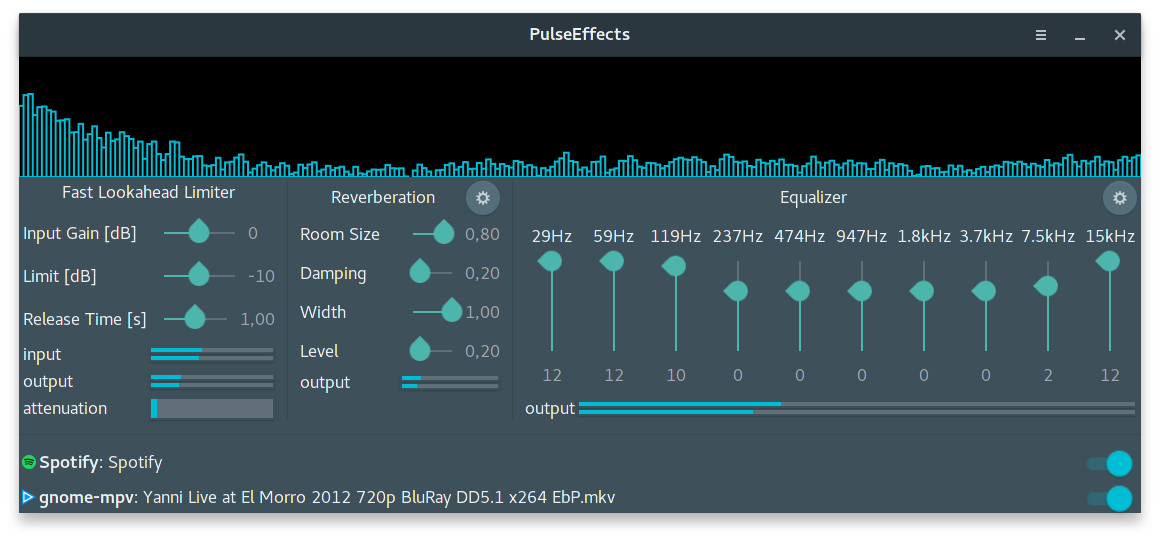 PulseEffects
Fast Lookahead Limiter
Input Gain [dB] 0
Limit [dB] -10
Release Time [s] 1,00
input
output
attenuation
Reverberation
Room Size 0,80
Damping 0,20
Width 1,00
Level 0,20
output
Equalizer
29Hz 59Hz 119Hz 237Hz 474Hz 947Hz 1.8kHz 3.7kHz 7.5kHz 15kHz
12 12 10 0 0 0 0 0 2 12
output
Spotify: Spotify
gnome-mpv: Yanni Live at El Morro 2012 720p BluRay DD5.1 x264 EbP.mkv